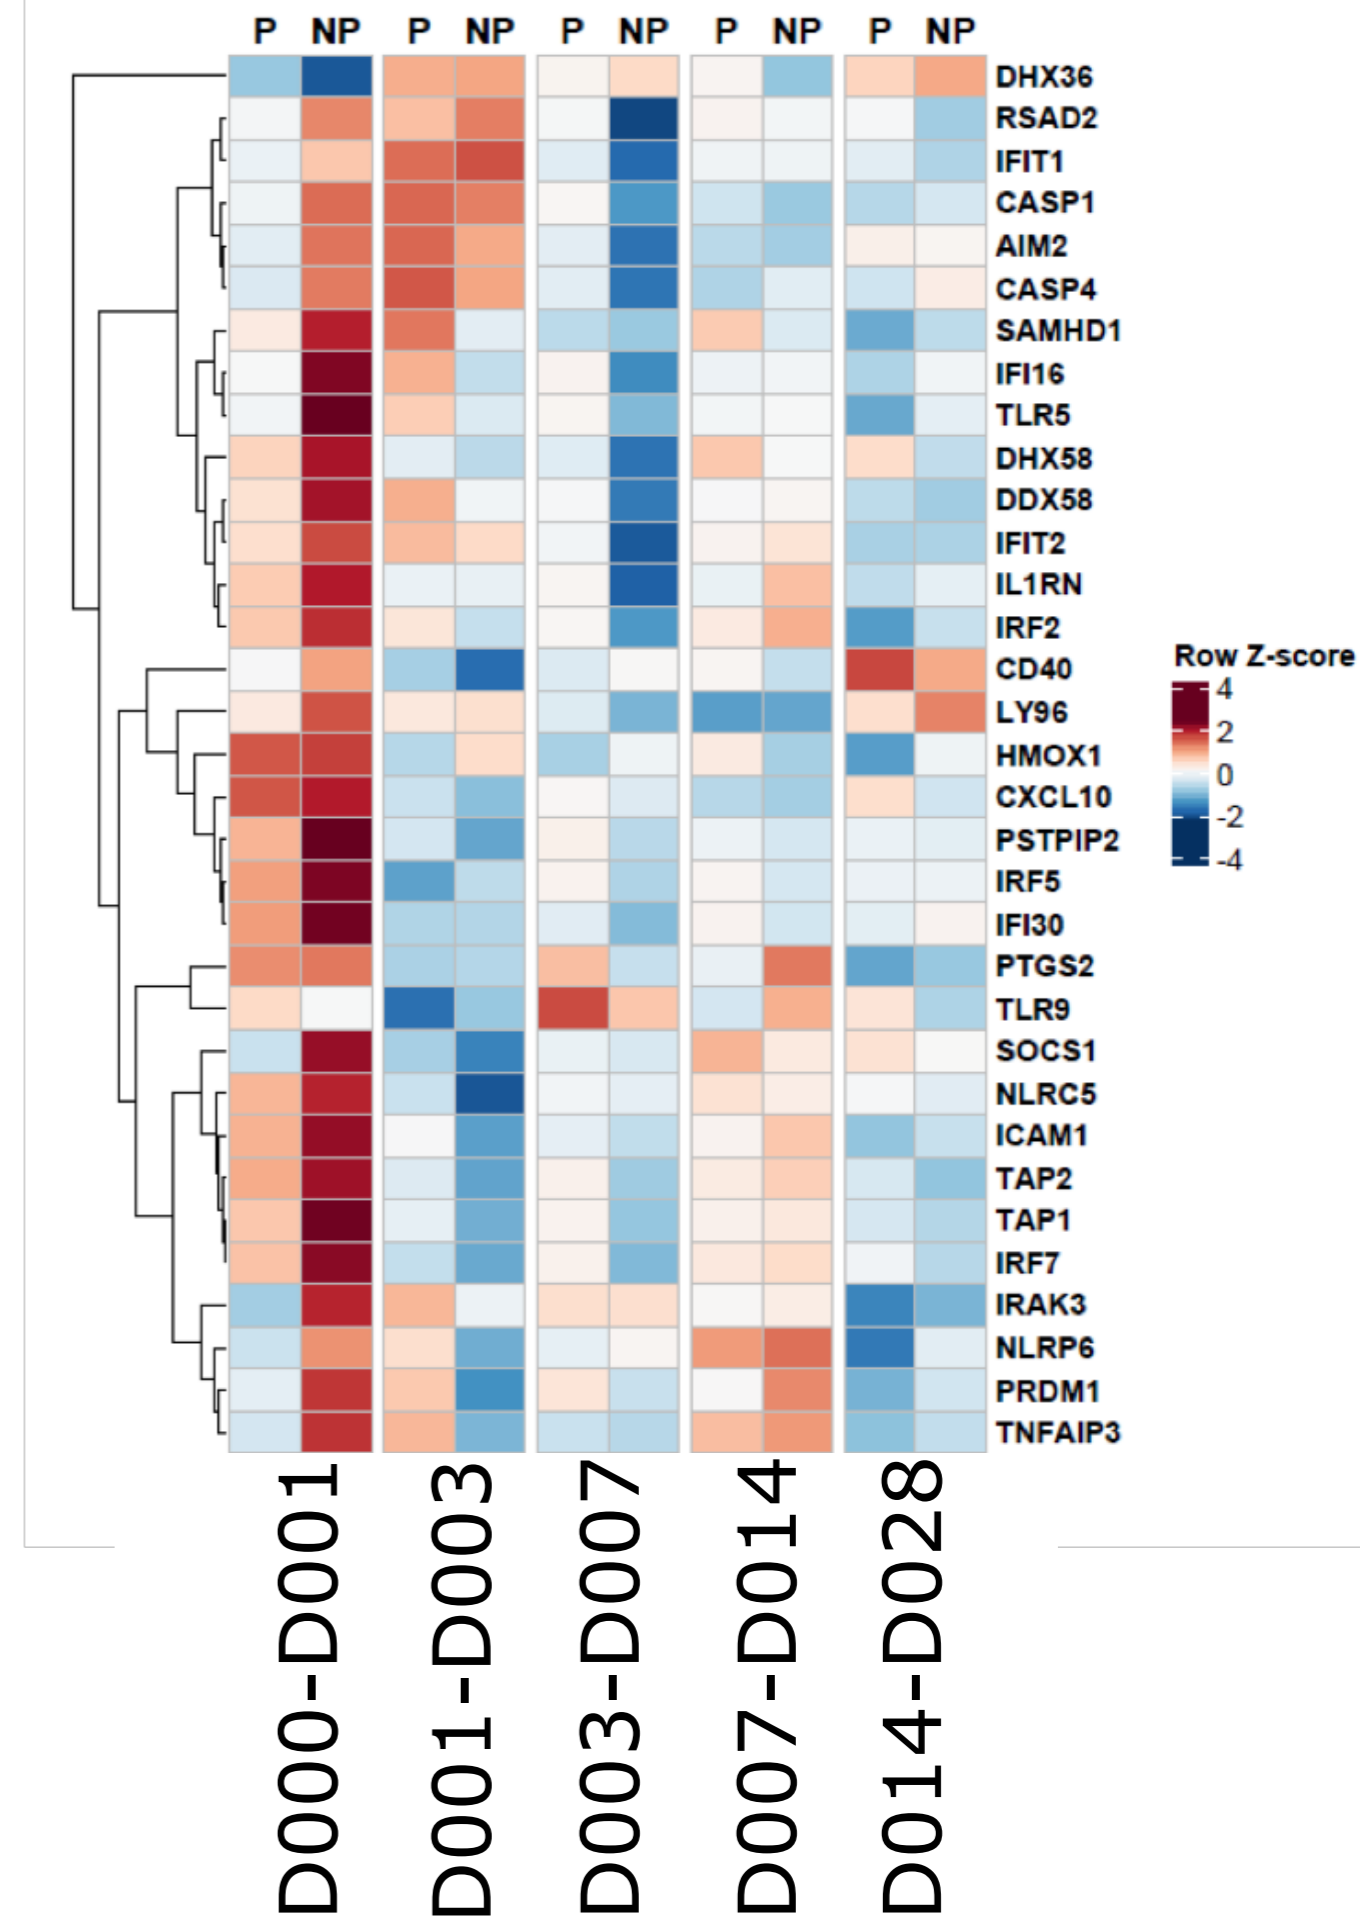 P NP P NP P NP P NP P NP
DHX36
RSAD2
IFIT1
CASP1
AIM2
CASP4
SAMHD1
IFI16
TLR5
DHX58
DDX58
IFIT2
IL1RN
IRF2
CD40
LY96
HMOX1
CXCL10
PSTPIP2
IRF5
IFI30
PTGS2
TLR9
SOCS1
NLRC5
ICAM1
TAP2
TAP1
IRF7
IRAK3
NLRP6
PRDM1
TNFAIP3
Row Z-score
4
2
0
-2
-4
D000-D001
D001-D003
D003-D007
D007-D014
D014-D028